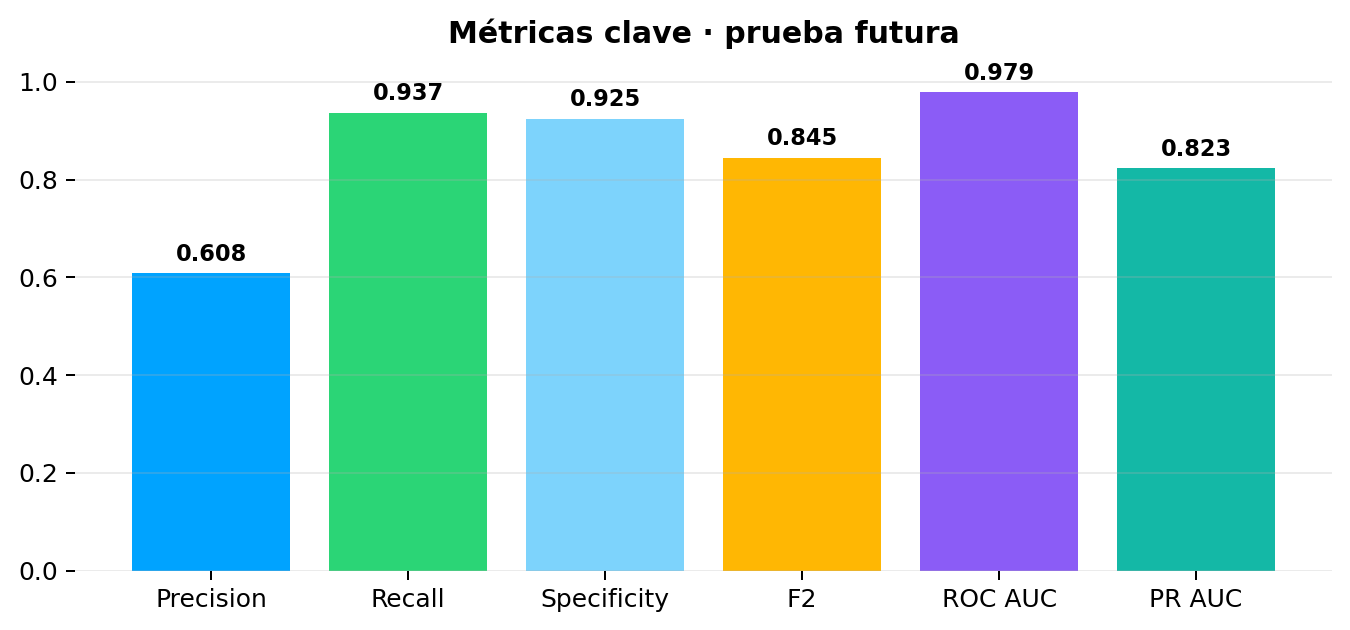 Métricas clave · prueba futura
1.0
0.8
0.6
0.4
0.2
0.0
0.608
0.937
0.925
0.845
0.979
0.823
Precision
Recall
Specificity
F2
ROC AUC
PR AUC